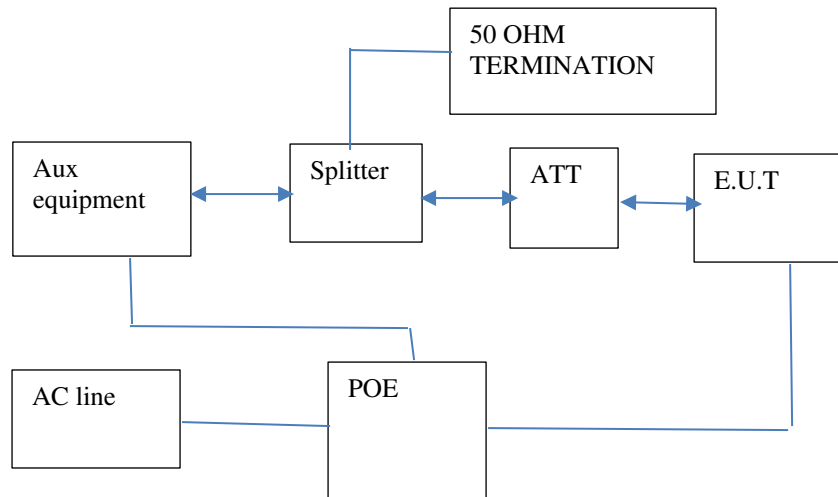 50 OHM
TERMINATION
Aux
equipment
Splitter
ATT
E.U.T
AC line
POE